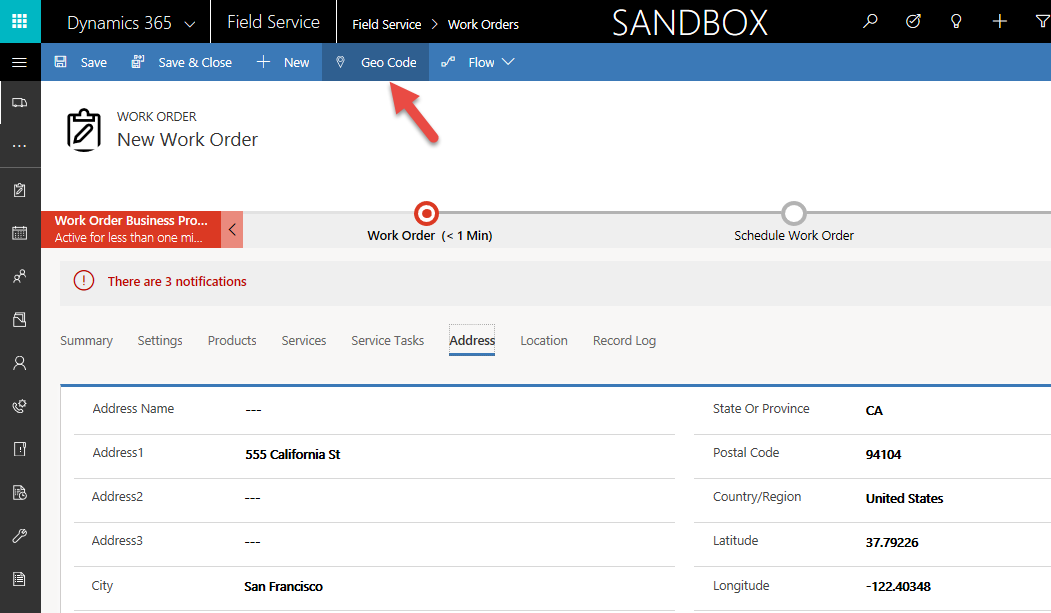 Dynamics 365 Field Service Field Service > Work Orders SANDBOX
Save Save & Close New Geo Code Flow
WORK ORDER
New Work Order
Work Order Business Pro...
Active for less than one mi...
Work Order (< 1 Min) Schedule Work Order
There are 3 notifications
Summary Settings Products Services Service Tasks Address Location Record Log
Address Name --- State Or Province CA
Address1 555 California St Postal Code 94104
Address2 --- Country/Region United States
Address3 --- Latitude 37.79226
City San Francisco Longitude -122.40348